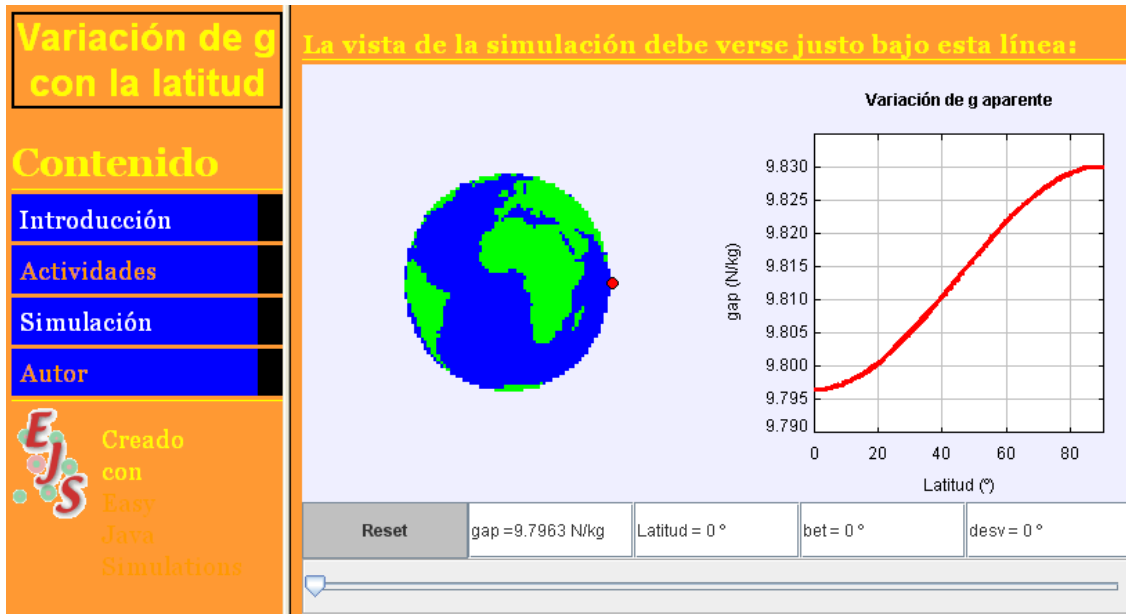 Variación de g
con la latitud
Contenido
Introducción
Actividades
Simulación
Autor
EJS
Creado
con
Easy
Java
Simulations
La vista de la simulación debe verse justo bajo esta línea:
Variación de g aparente
gap (N/kg)
9.830
9.825
9.820
9.815
9.810
9.805
9.800
9.795
9.790
0 20 40 60 80
Latitud (º)
Reset gap =9.7963 N/kg Latitud = 0 º bet = 0 º desv = 0 º